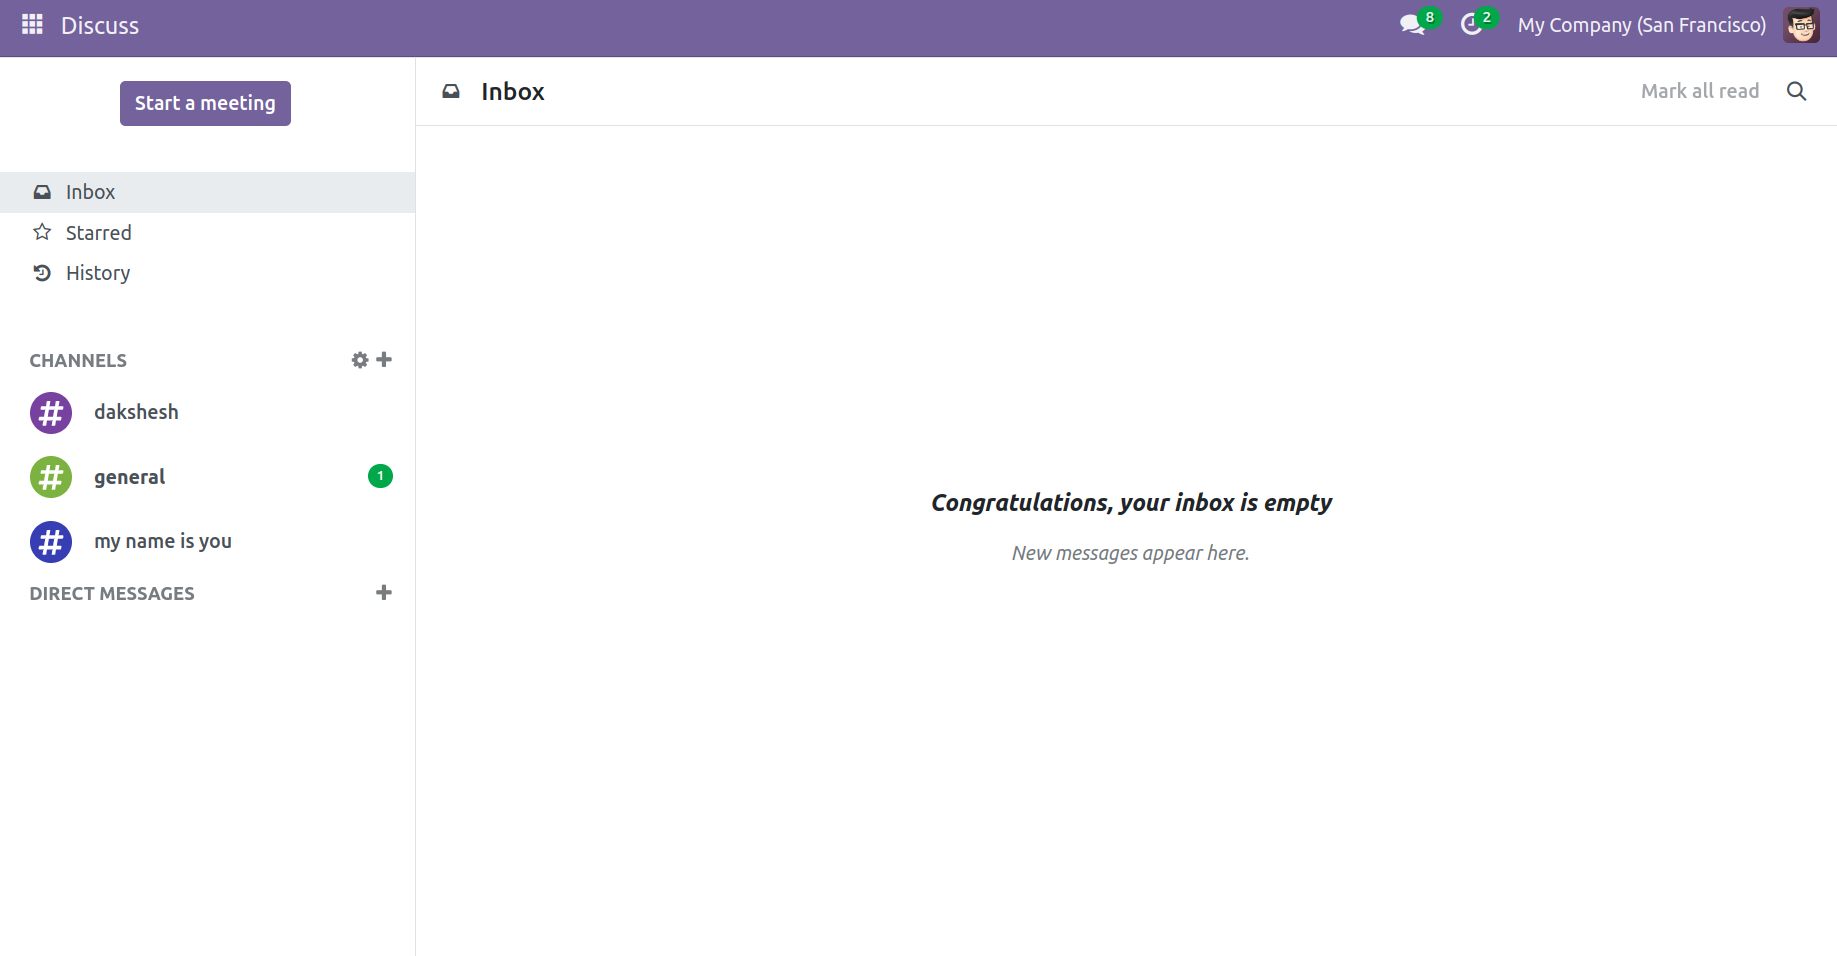 Discuss
8
2
My Company (San Francisco)
Start a meeting
Inbox
Starred
History
CHANNELS
dakshesh
general
1
my name is you
DIRECT MESSAGES
Inbox
Mark all read
Congratulations, your inbox is empty
New messages appear here.